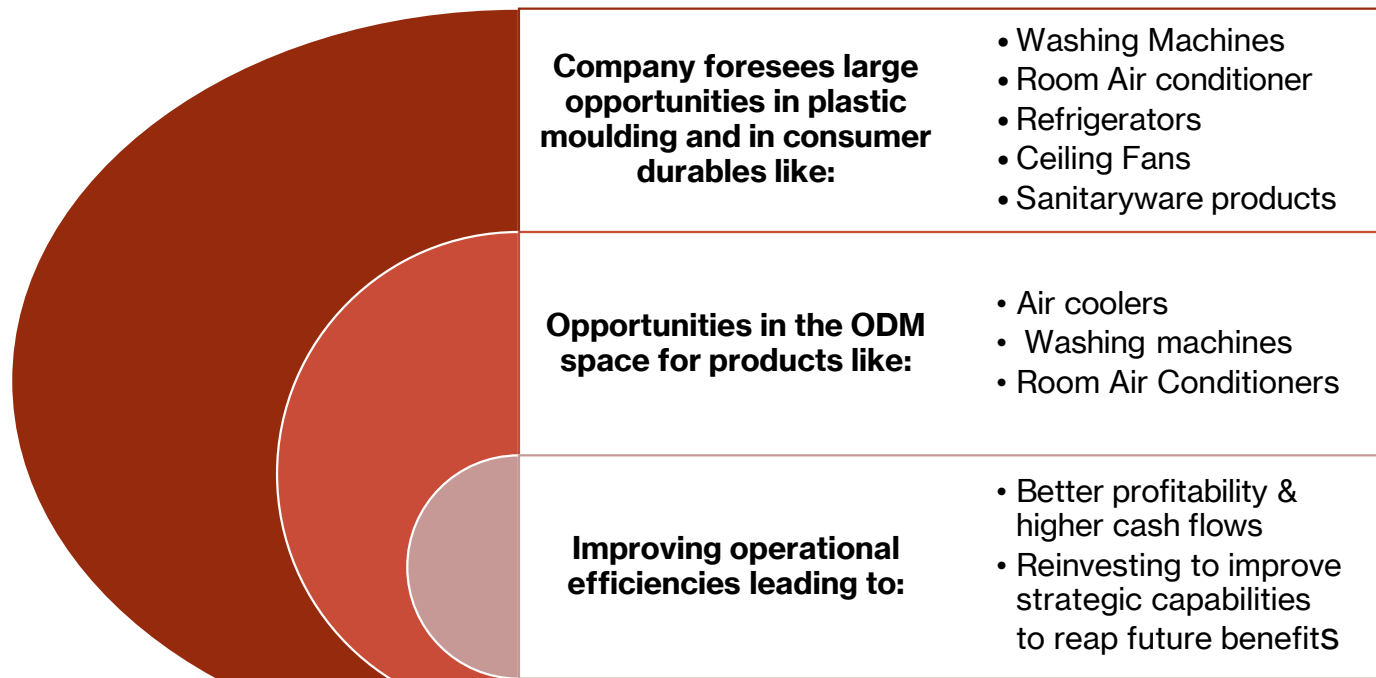 Company foresees large
opportunities in plastic
moulding and in consumer
durables like:
• Washing Machines
• Room Air conditioner
• Refrigerators
• Ceiling Fans
• Sanitaryware products
Opportunities in the ODM
space for products like:
• Air coolers
• Washing machines
• Room Air Conditioners
Improving operational
efficiencies leading to:
• Better profitability &
higher cash flows
• Reinvesting to improve
strategic capabilities
to reap future benefits